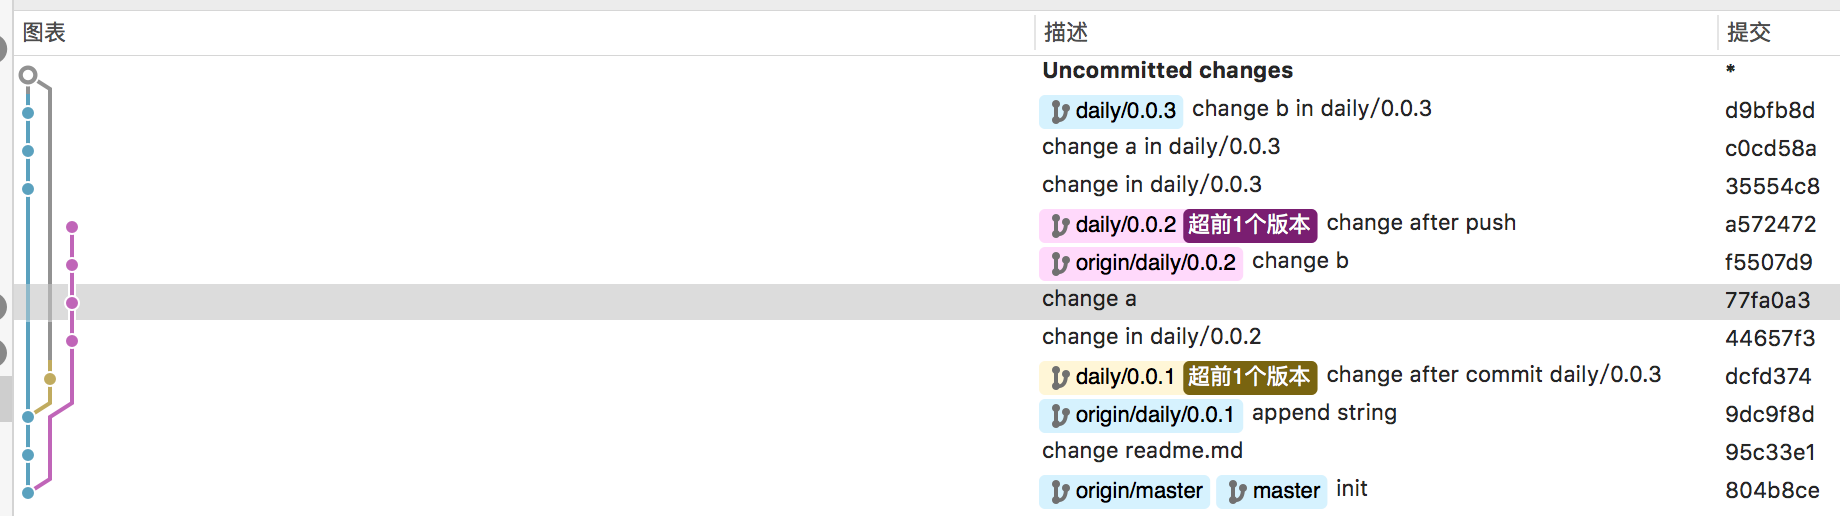 图表 描述 提交
Uncommitted changes *
daily/0.0.3 change b in daily/0.0.3 d9bfb8d
change a in daily/0.0.3 c0cd58a
change in daily/0.0.3 35554c8
daily/0.0.2 超前1个版本 change after push a572472
origin/daily/0.0.2 change b f5507d9
change a 77fa0a3
change in daily/0.0.2 44657f3
daily/0.0.1 超前1个版本 change after commit daily/0.0.3 dcfd374
origin/daily/0.0.1 append string 9dc9f8d
change readme.md 95c33e1
origin/master master init 804b8ce